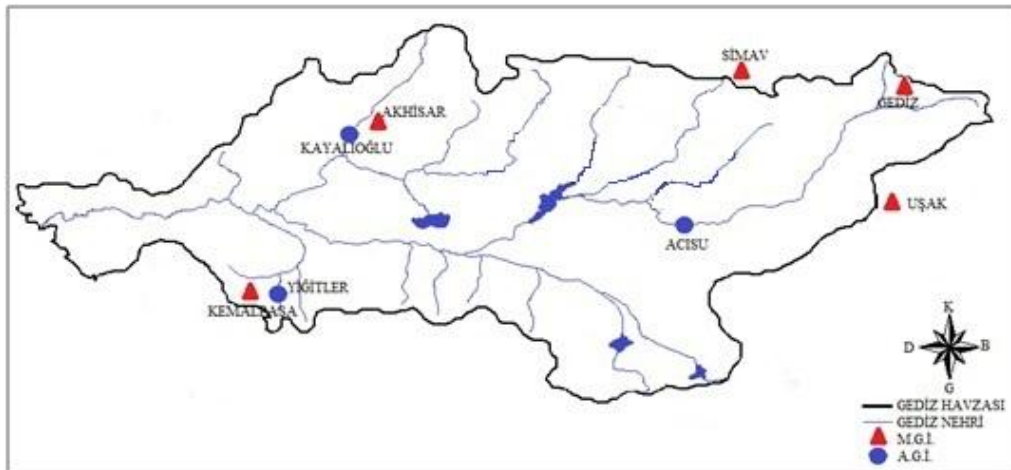 SİMAV
GEDİZ
AKHİSAR
KAYALIOĞLU
UŞAK
ACISU
YİĞİTLER
KEMALPAŞA
K
D B
G
GEDİZ HAVZASI
GEDİZ NEHRİ
M.G.İ.
A.G.İ.